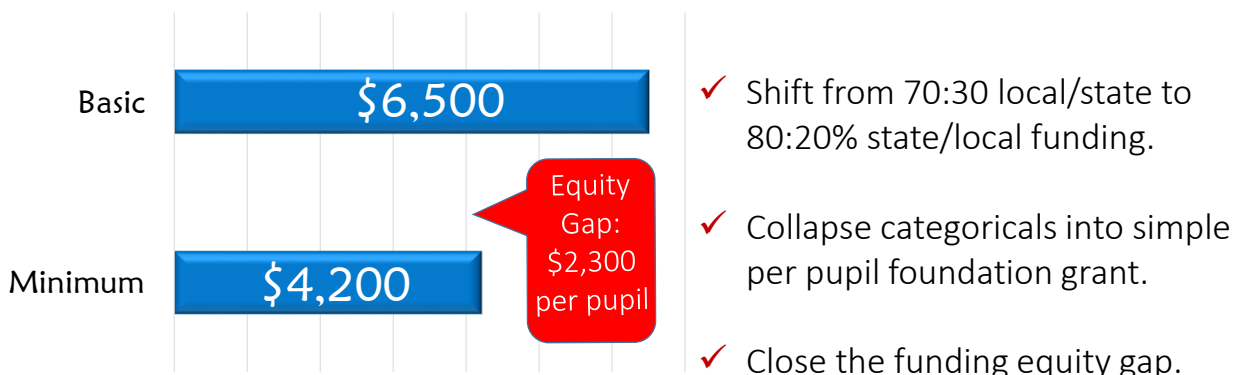 Basic
$6,500
Equity
Gap:
$2,300
per pupil
Minimum
$4,200
✓ Shift from 70:30 local/state to
80:20% state/local funding.
✓ Collapse categoricals into simple
per pupil foundation grant.
✓ Close the funding equity gap.